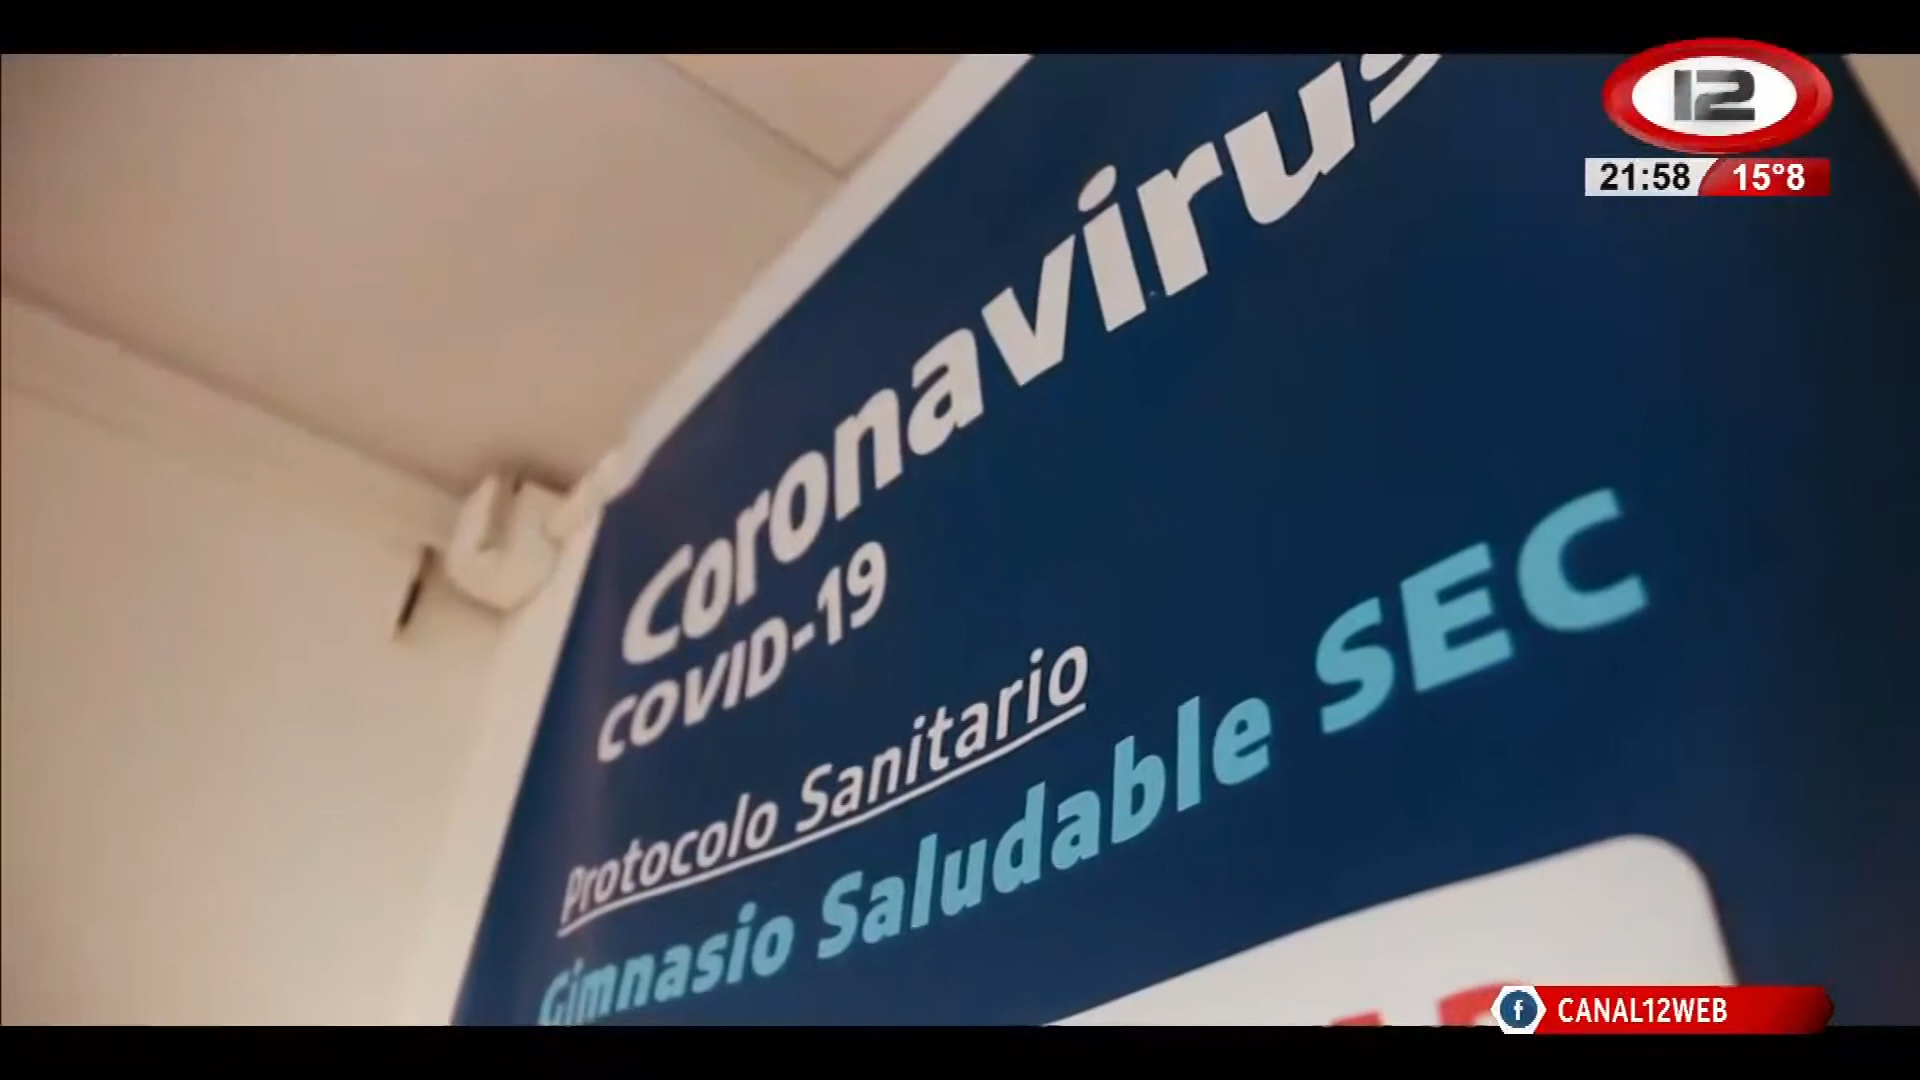 12
21:58 15°8
Coronavirus
COVID-19
Protocolo Sanitario
Gimnasio Saludable SEC
CANAL12WEB